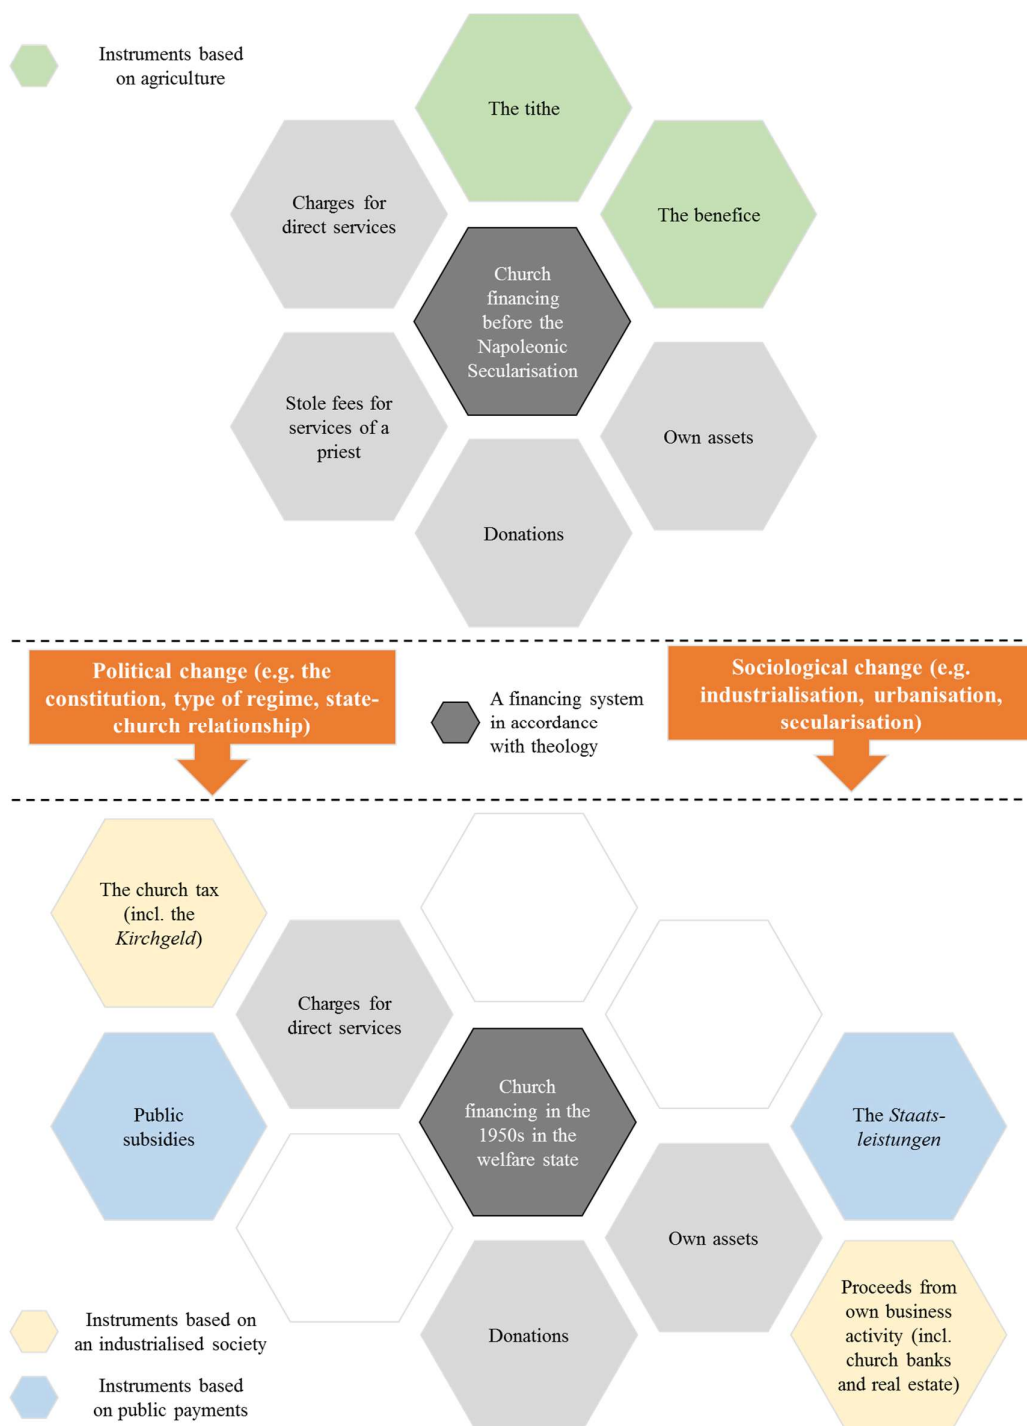 Instruments based
on agriculture
The tithe
Charges for
direct services
The benefice
Church
financing
before the
Napoleonic
Secularisation
Stole fees for
services of a
priest
Own assets
Donations
Political change (e.g. the
constitution, type of regime, state-
church relationship)
A financing system
in accordance
with theology
Sociological change (e.g.
industrialisation, urbanisation,
secularisation)
The church tax
(incl. the
Kirchgeld)
Charges for
direct services
Public
subsidies
Church
financing in the
1950s in the
welfare state
The Staats-
leistungen
Own assets
Donations
Proceeds from
own business
activity (incl.
church banks
and real estate)
Instruments based on
an industrialised society
Instruments based
on public payments